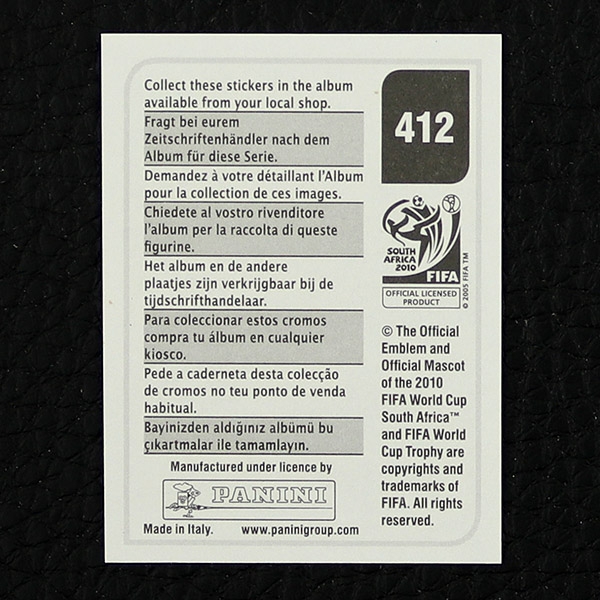 Collect these stickers in the album
available from your local shop.
Fragt bei eurem
Zeitschriftenhändler nach dem
Album für diese Serie.
Demandez à votre détaillant l'Album
pour la collection de ces images.
Chiedete al vostro rivenditore
l'album per la raccolta di queste
figurine.
Het album en de andere
plaatjes zijn verkrijgbaar bij de
tijdschrifthandelaar.
Para coleccionar estos cromos
compra tu álbum en cualquier
kiosco.
Pede a caderneta desta colecção
de cromos no teu ponto de venda
habitual.
Bayinizden aldığınız albümü bu
çıkartmalar ile tamamlayın.
Manufactured under licence by
PANINI
Made in Italy. www.paninigroup.com
412
SOUTH
AFRICA
2010
FIFA
© 2005 FIFA TM
OFFICIAL LICENSED
PRODUCT
© The Official
Emblem and
Official Mascot
of the 2010
FIFA World Cup
South Africa™
and FIFA World
Cup Trophy are
copyrights and
trademarks of
FIFA. All rights
reserved.